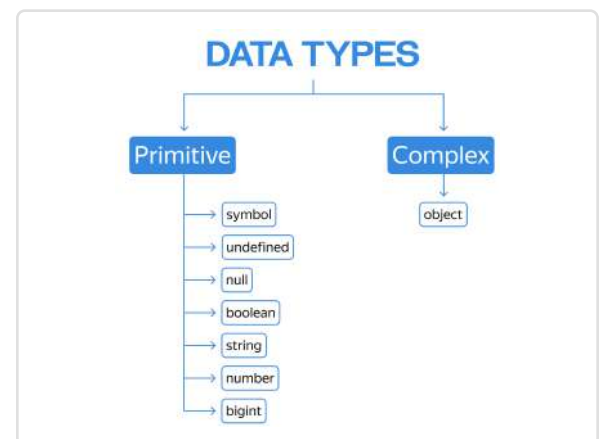 DATA TYPES
Primitive
Complex
symbol
object
undefined
null
boolean
string
number
bigint